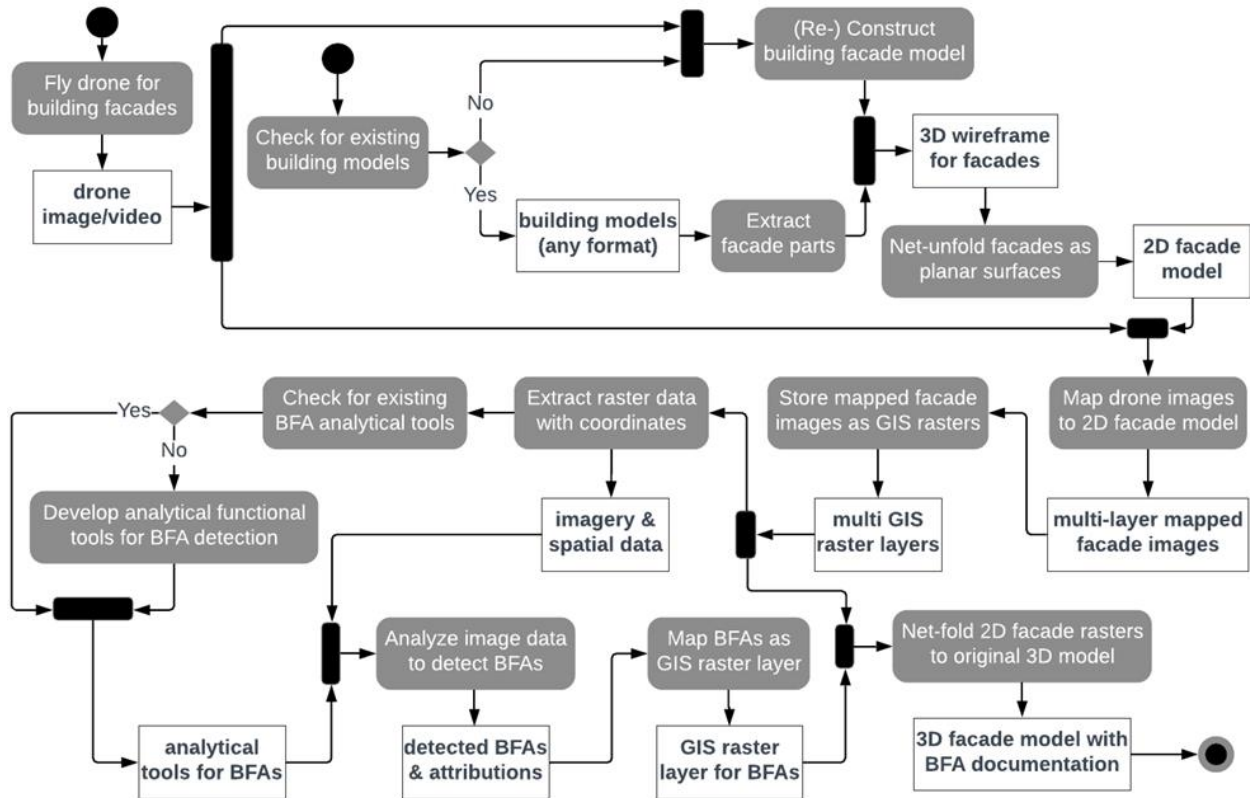 Fly drone for
building facades
drone
image/video
Check for existing
building models
No
Yes
building models
(any format)
Extract
facade parts
(Re-) Construct
building facade model
3D wireframe
for facades
Net-unfold facades as
planar surfaces
2D facade
model
Map drone images
to 2D facade model
multi-layer mapped
facade images
Store mapped facade
images as GIS rasters
multi GIS
raster layers
Extract raster data
with coordinates
imagery &
spatial data
Check for existing
BFA analytical tools
Yes
No
Develop analytical functional
tools for BFA detection
analytical
tools for BFAs
Analyze image data
to detect BFAs
detected BFAs
& attributions
Map BFAs as
GIS raster layer
GIS raster
layer for BFAs
Net-fold 2D facade rasters
to original 3D model
3D facade model with
BFA documentation